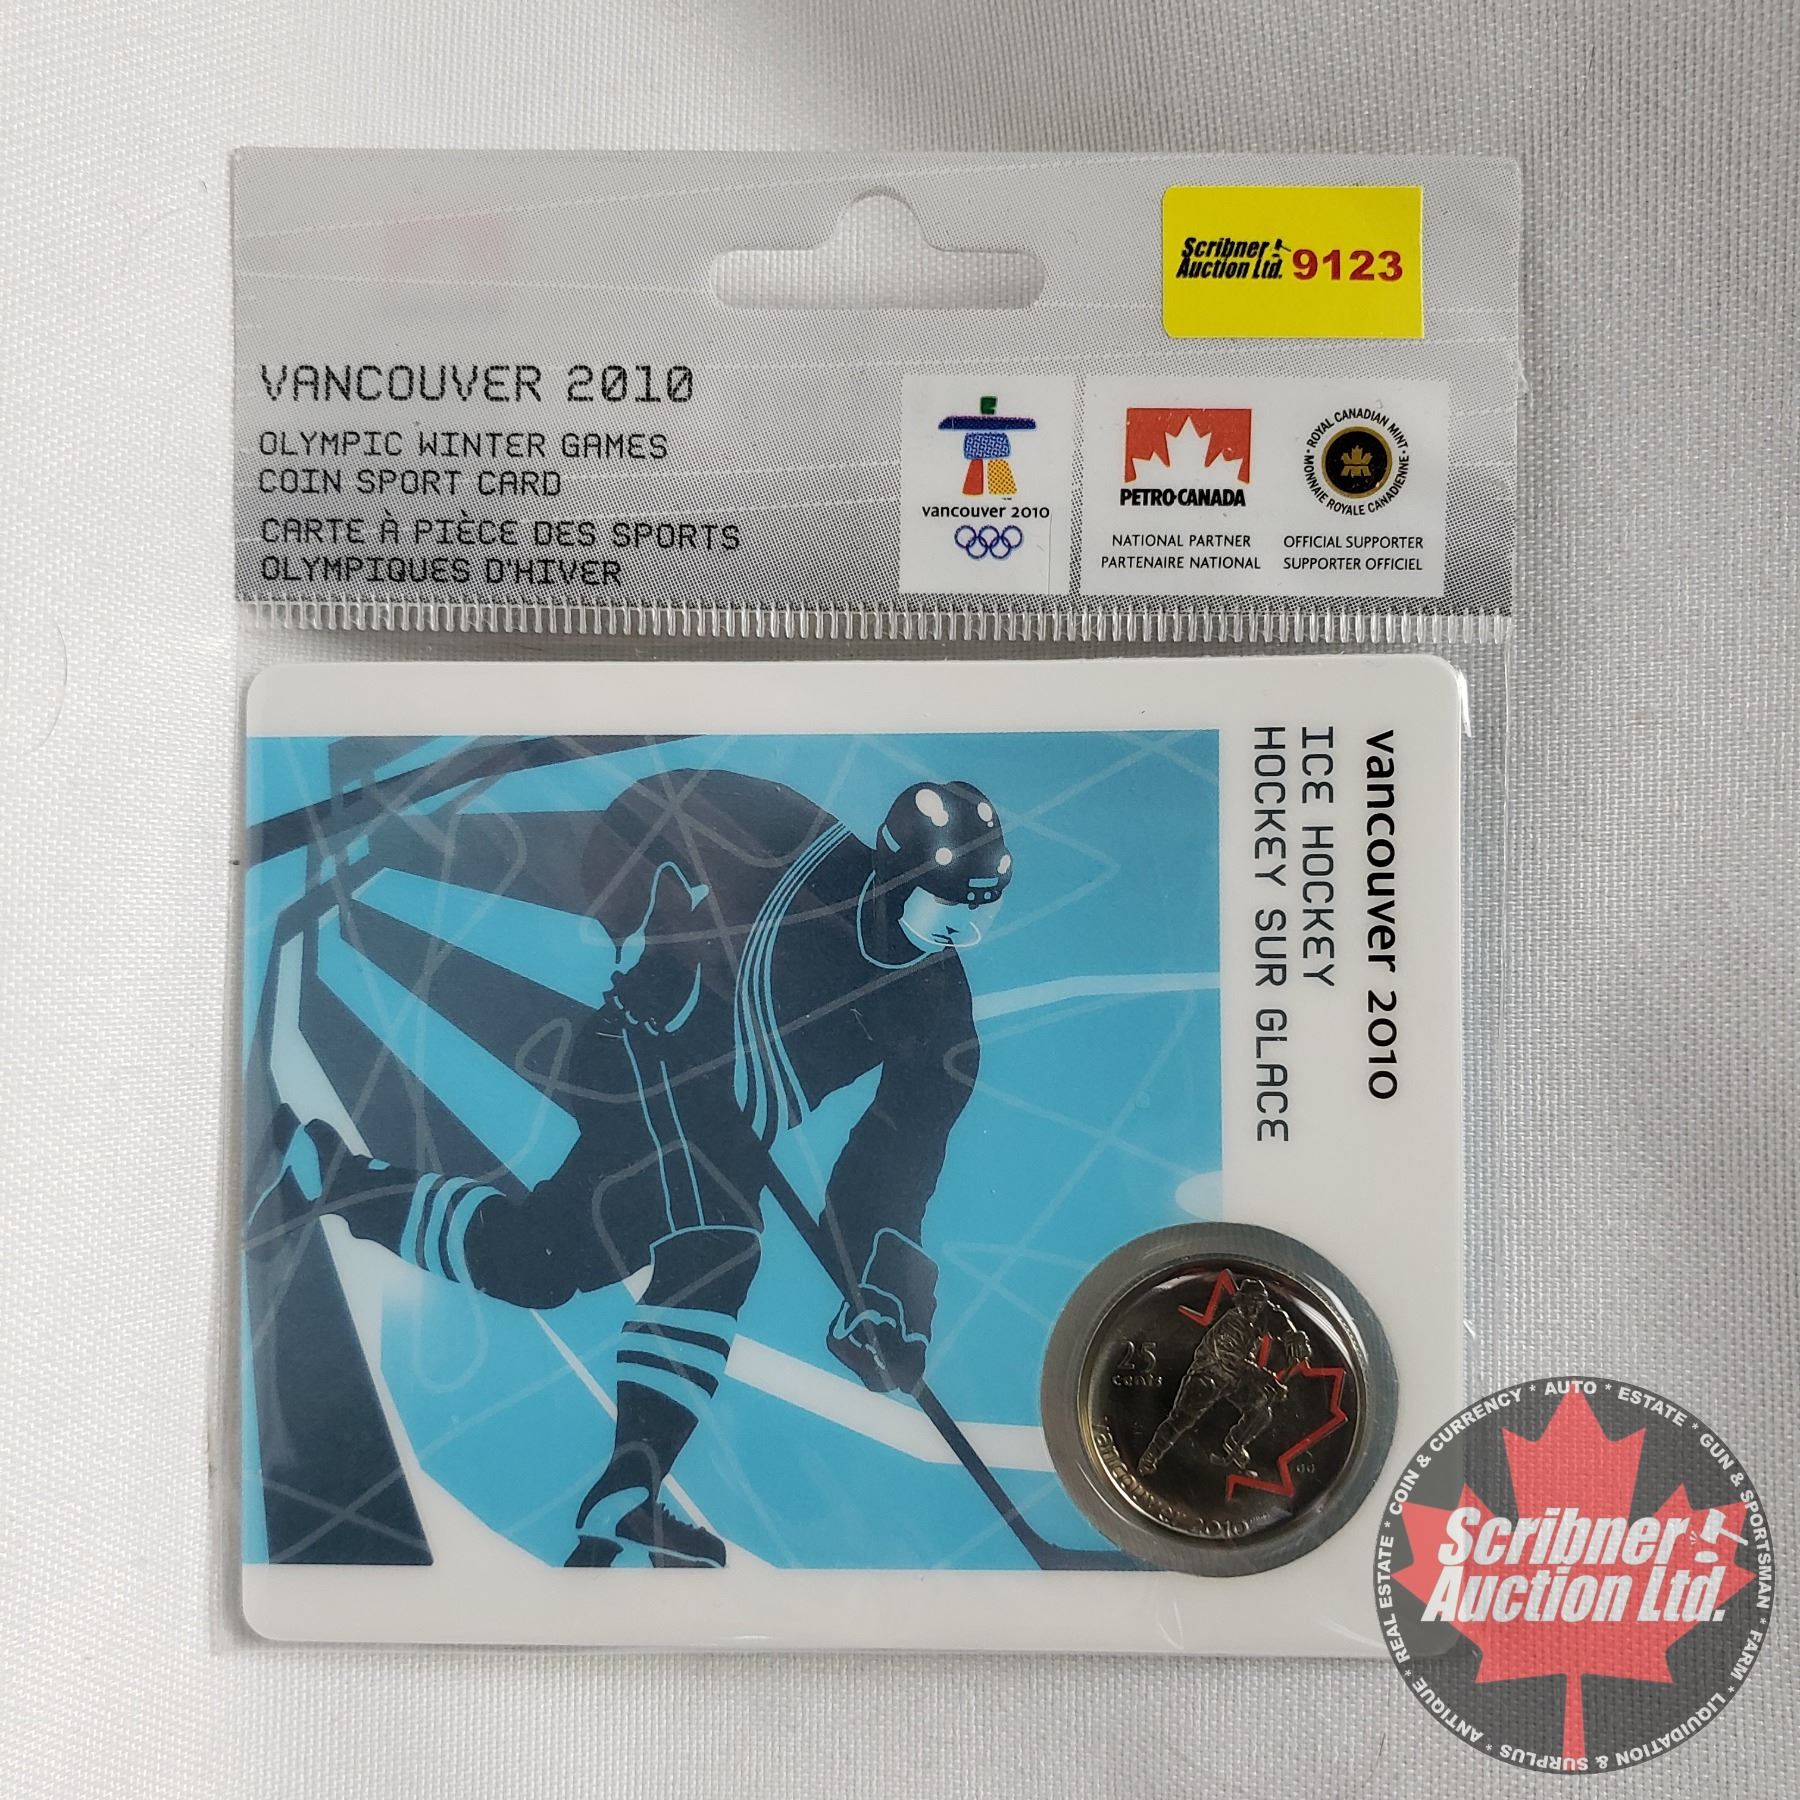 Scribner
Auction Ltd. 9123
VANCOUVER 2010
OLYMPIC WINTER GAMES
COIN SPORT CARD
CARTE À PIÈCE DES SPORTS
OLYMPIQUES D'HIVER
vancouver 2010
PETRO-CANADA
NATIONAL PARTNER
PARTENAIRE NATIONAL
ROYAL CANADIAN MINT • MONNAIE ROYALE CANADIENNE •
OFFICIAL SUPPORTER
SUPPORTER OFFICIEL
vancouver 2010
ICE HOCKEY
HOCKEY SUR GLACE
25
cents
vancouver 2010
Scribner
Auction Ltd.
COIN & CURRENCY * AUTO * ESTATE * GUN & SPORTSMAN * FARM * LIQUIDATION & SURPLUS * ANTIQUE * REAL ESTATE *